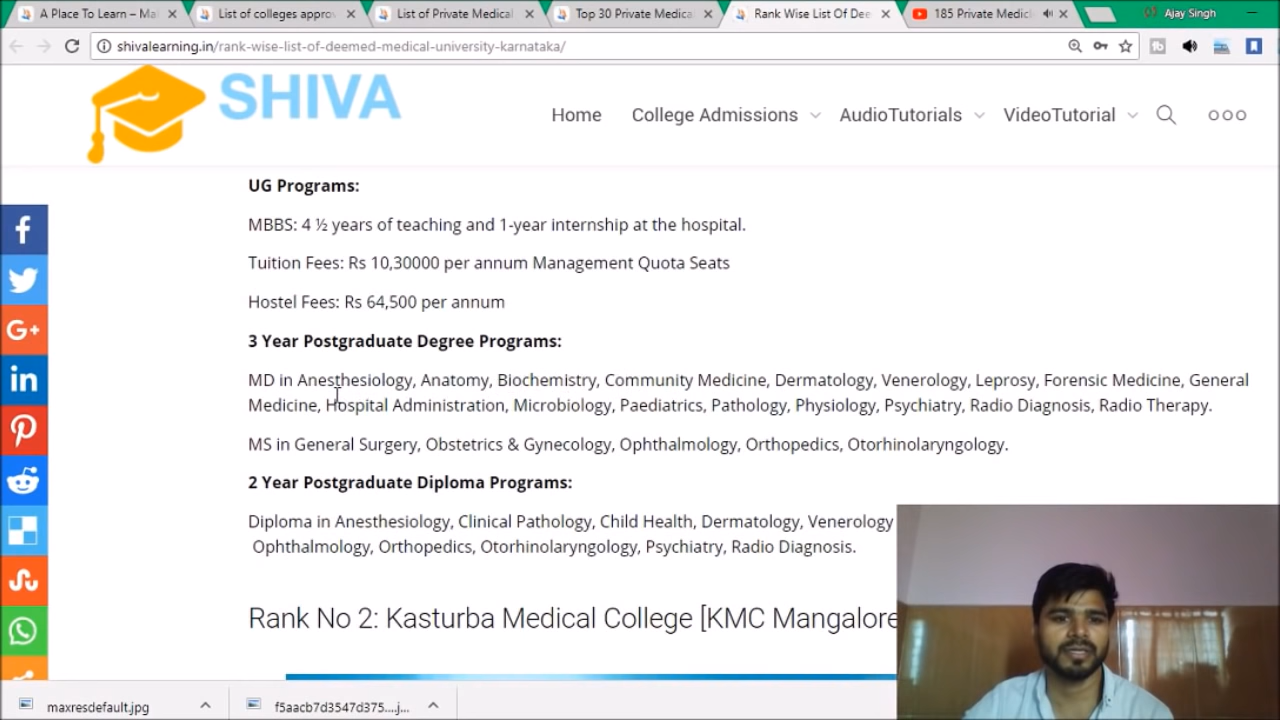 A Place To Learn – Ma
List of colleges approv
List of Private Medical
Top 30 Private Medica
Rank Wise List Of Dee
185 Private Medic
Ajay Singh
shivalearning.in/rank-wise-list-of-deemed-medical-university-karnataka/
SHIVA
Home
College Admissions
AudioTutorials
VideoTutorial
UG Programs:
MBBS: 4 ½ years of teaching and 1-year internship at the hospital.
Tuition Fees: Rs 10,30000 per annum Management Quota Seats
Hostel Fees: Rs 64,500 per annum
3 Year Postgraduate Degree Programs:
MD in Anesthesiology, Anatomy, Biochemistry, Community Medicine, Dermatology, Venerology, Leprosy, Forensic Medicine, General
Medicine, Hospital Administration, Microbiology, Paediatrics, Pathology, Physiology, Psychiatry, Radio Diagnosis, Radio Therapy.
MS in General Surgery, Obstetrics & Gynecology, Ophthalmology, Orthopedics, Otorhinolaryngology.
2 Year Postgraduate Diploma Programs:
Diploma in Anesthesiology, Clinical Pathology, Child Health, Dermatology, Venerology
Ophthalmology, Orthopedics, Otorhinolaryngology, Psychiatry, Radio Diagnosis.
Rank No 2: Kasturba Medical College [KMC Mangalore
maxresdefault.jpg
f5aacb7d3547d375....j...